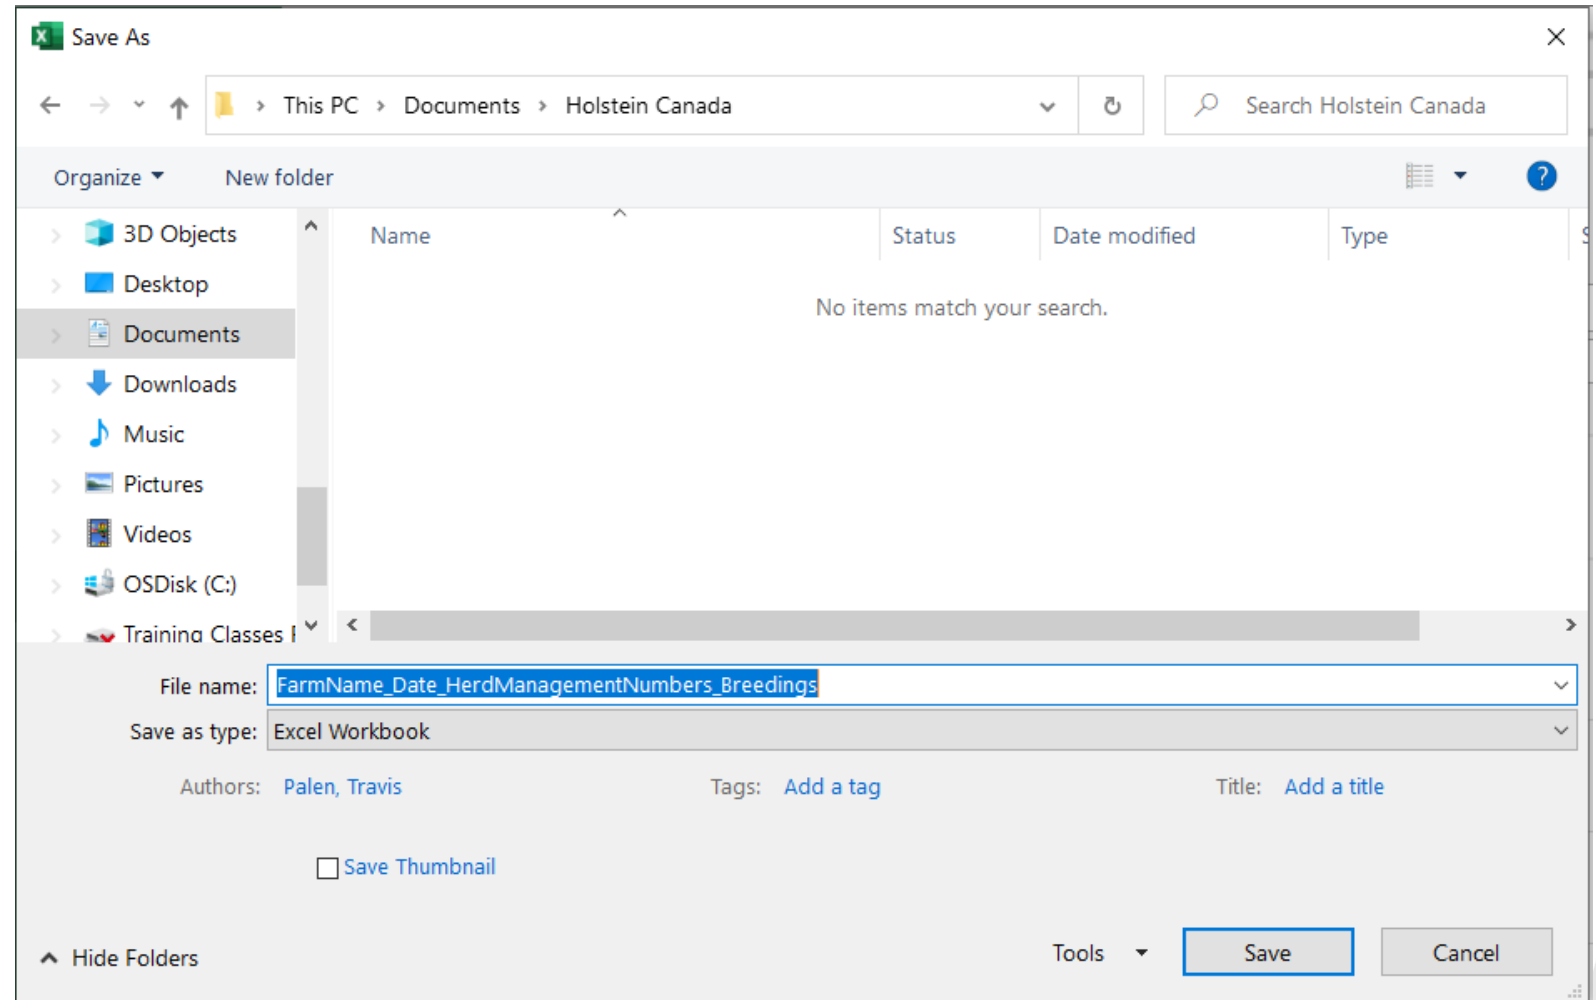 Save As
This PC > Documents > Holstein Canada
Search Holstein Canada
Organize
New folder
3D Objects
Desktop
Documents
Downloads
Music
Pictures
Videos
OSDisk (C:)
Training Classes
Name
Status
Date modified
Type
No items match your search.
File name: FarmName_Date_HerdManagementNumbers_Breedings
Save as type: Excel Workbook
Authors: Palen, Travis
Tags: Add a tag
Title: Add a title
Save Thumbnail
Hide Folders
Tools
Save
Cancel